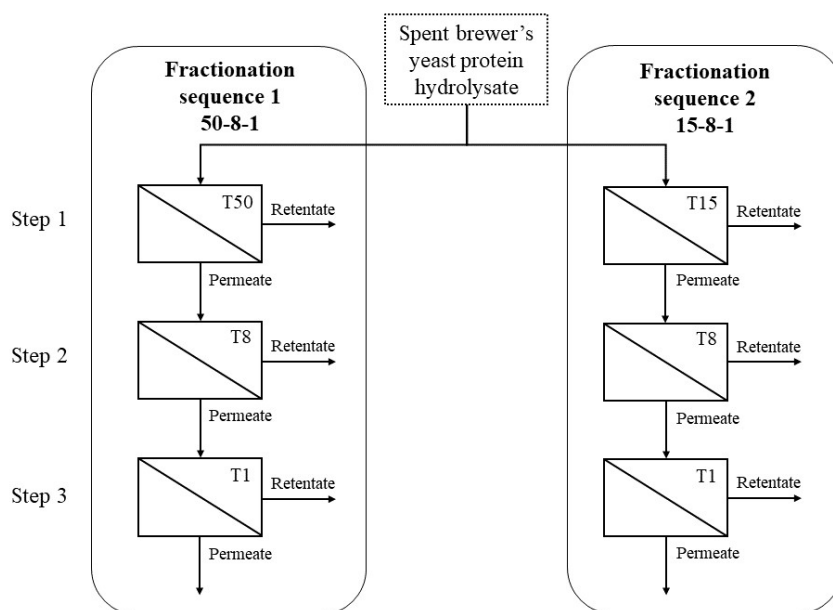 Spent brewer's
yeast protein
hydrolysate
Fractionation
sequence 1
50-8-1
Fractionation
sequence 2
15-8-1
Step 1
T50
Retentate
Permeate
T15
Retentate
Permeate
Step 2
T8
Retentate
Permeate
T8
Retentate
Permeate
Step 3
T1
Retentate
Permeate
T1
Retentate
Permeate